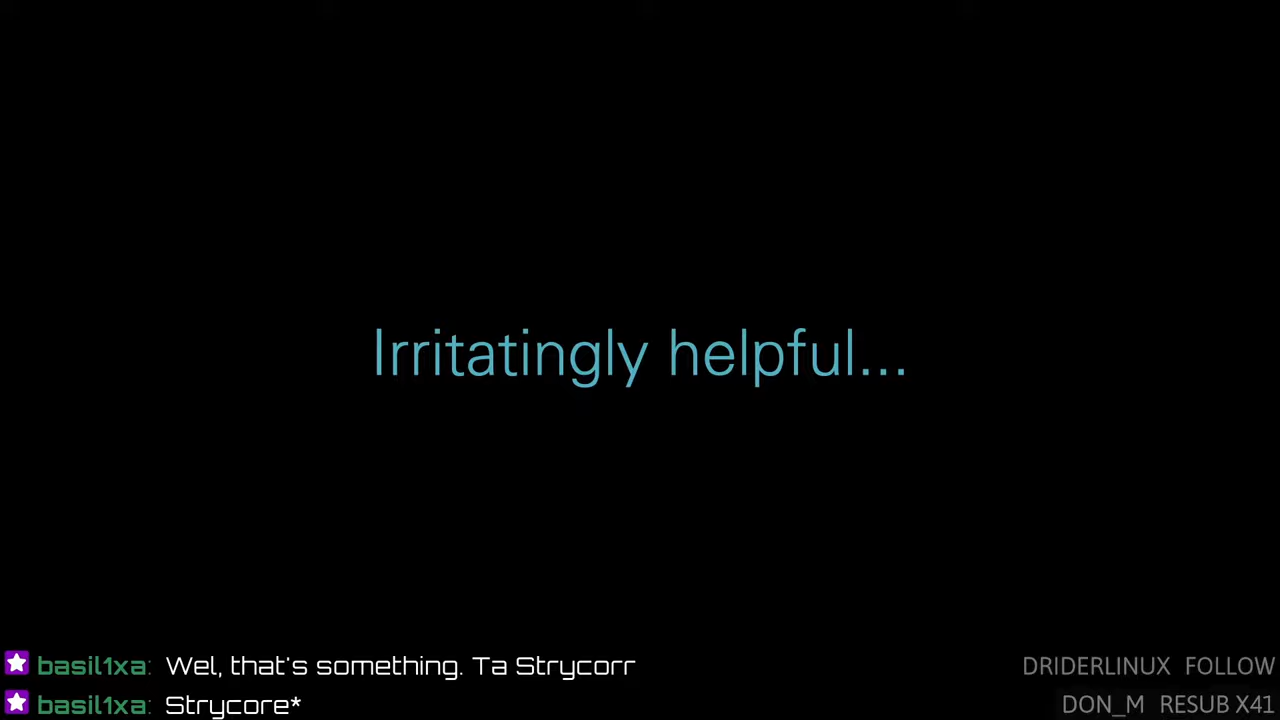 Irritatingly helpful...
basil1xa: Wel, that's something. Ta Strycorr
DRIDERLINUX FOLLOW
basil1xa: Strycore*
DON_M RESUB X41